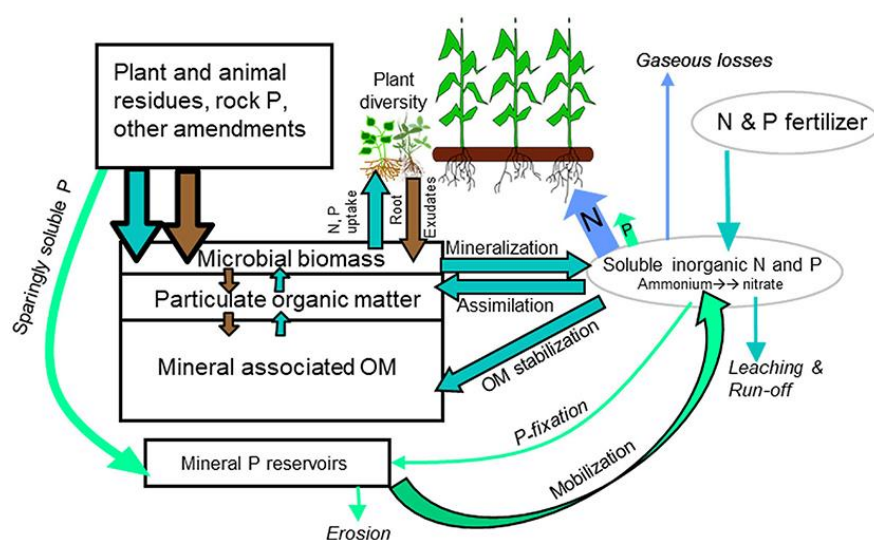 Plant and animal
residues, rock P,
other amendments
Plant
diversity
Gaseous losses
N & P fertilizer
Sparingly soluble P
N, P
uptake
Root
Exudates
N
P
Microbial biomass
Mineralization
Soluble inorganic N and P
Ammonium→→ nitrate
Particulate organic matter
Assimilation
Mineral associated OM
OM stabilization
Leaching &
Run-off
P-fixation
Mineral P reservoirs
Mobilization
Erosion